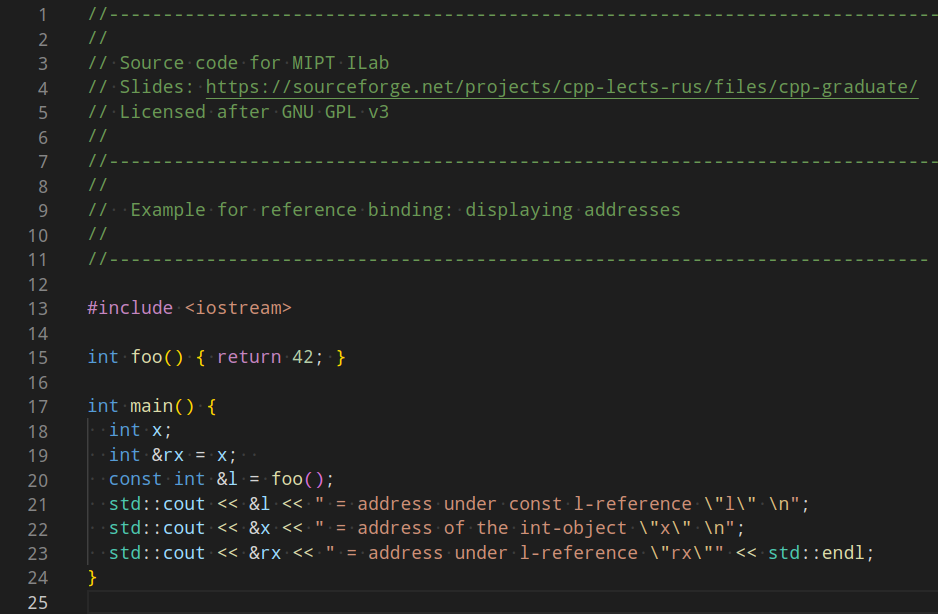 1 //-----------------------------------------------------------------------------
2 //
3 // Source code for MIPT ILab
4 // Slides: https://sourceforge.net/projects/cpp-lects-rus/files/cpp-graduate/
5 // Licensed after GNU GPL v3
6 //
7 //-----------------------------------------------------------------------------
8 //
9 //  Example for reference binding: displaying addresses
10 //
11 //----------------------------------------------------------------------------
12
13 #include <iostream>
14
15 int foo() { return 42; }
16
17 int main() {
18   int x;
19   int &rx = x;
20   const int &l = foo();
21   std::cout << &l << " = address under const l-reference \"l\" \n";
22   std::cout << &x << " = address of the int-object \"x\" \n";
23   std::cout << &rx << " = address under l-reference \"rx\"" << std::endl;
24 }
25